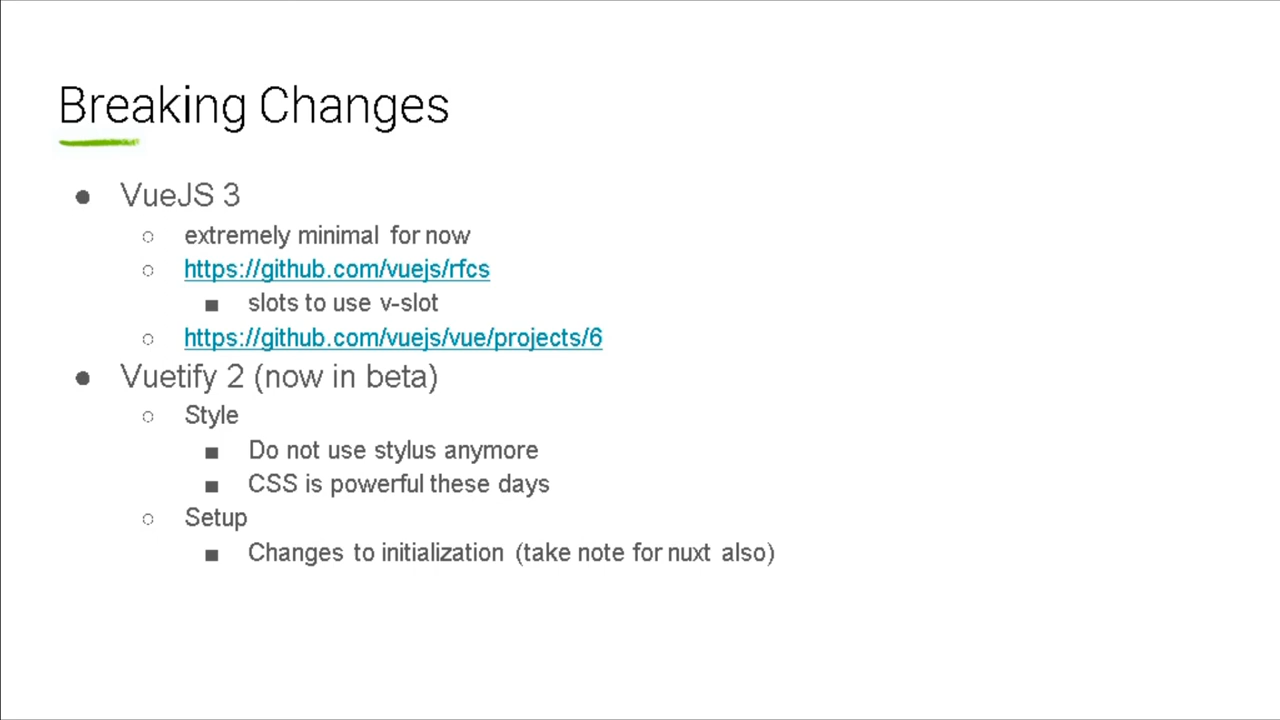 Breaking Changes
● VueJS 3
○ extremely minimal for now
○ https://github.com/vuejs/rfcs
■ slots to use v-slot
○ https://github.com/vuejs/vue/projects/6
● Vuetify 2 (now in beta)
○ Style
■ Do not use stylus anymore
■ CSS is powerful these days
○ Setup
■ Changes to initialization (take note for nuxt also)